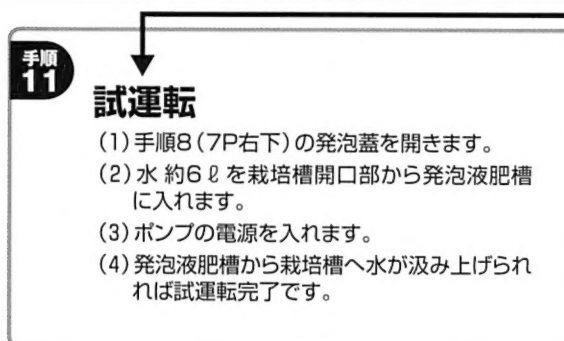 手順
11
試運転
(1)手順8(7P右下)の発泡蓋を開きます。
(2)水 約6ℓを栽培槽開口部から発泡液肥槽
に入れます。
(3)ポンプの電源を入れます。
(4)発泡液肥槽から栽培槽へ水が汲み上げられ
れば試運転完了です。